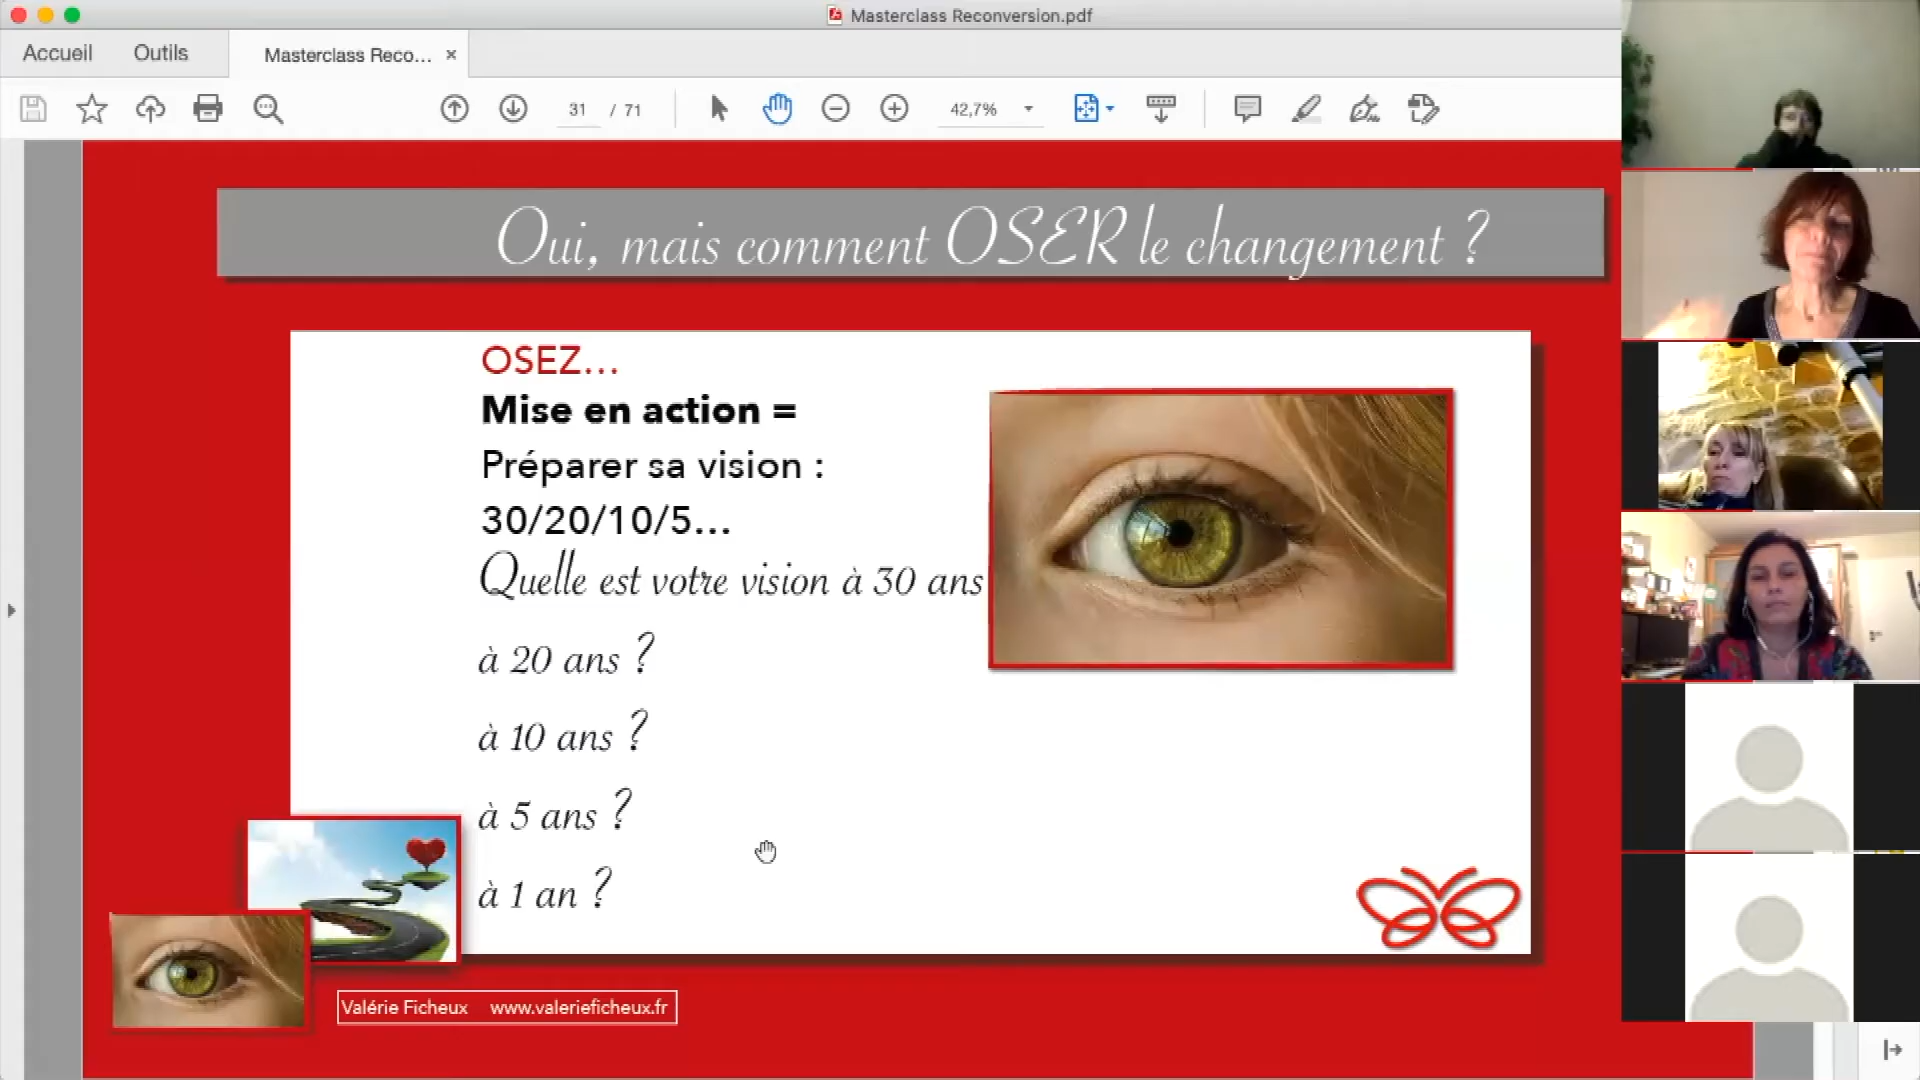 Masterclass Reconversion.pdf
Accueil Outils Masterclass Reco... ×
31 / 71 42,7%
Oui, mais comment OSER le changement ?
OSEZ...
Mise en action =
Préparer sa vision :
30/20/10/5...
Quelle est votre vision à 30 ans
à 20 ans ?
à 10 ans ?
à 5 ans ?
à 1 an ?
Valérie Ficheux www.valerieficheux.fr